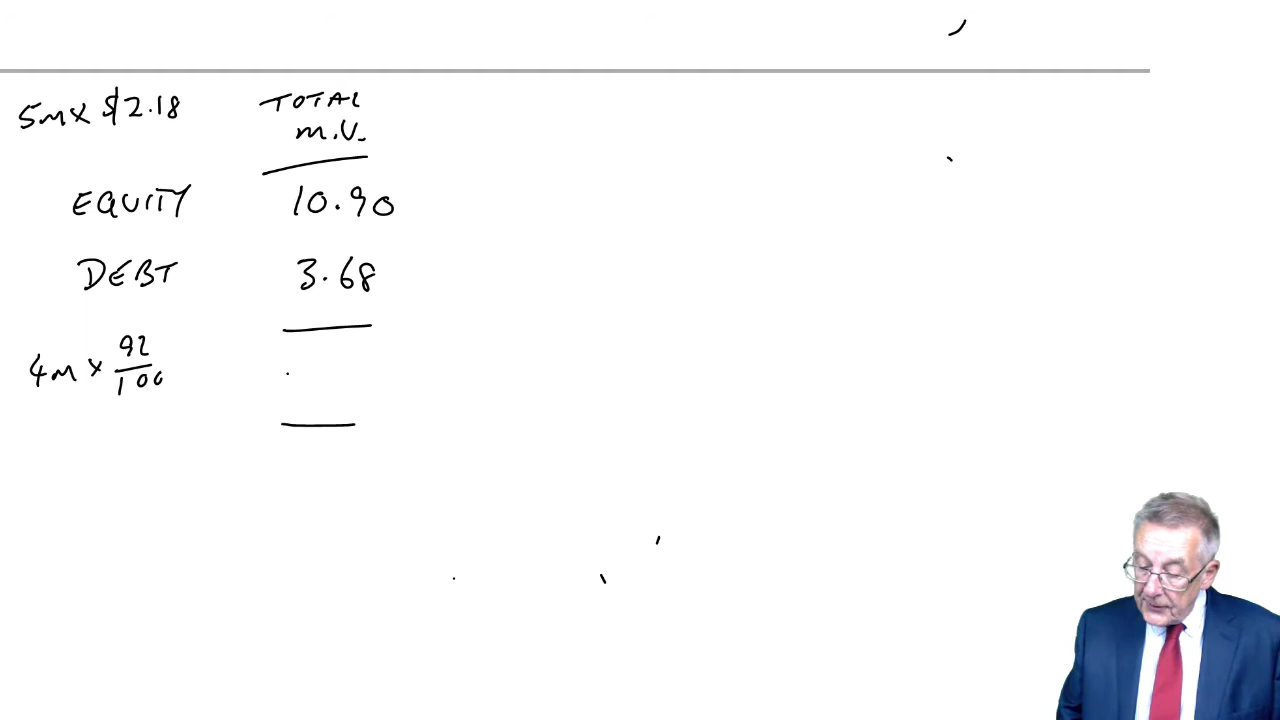 5m x $2.18 TOTAL
M.V.
EQUITY 10.90
DEBT 3.68
4m x 92/100